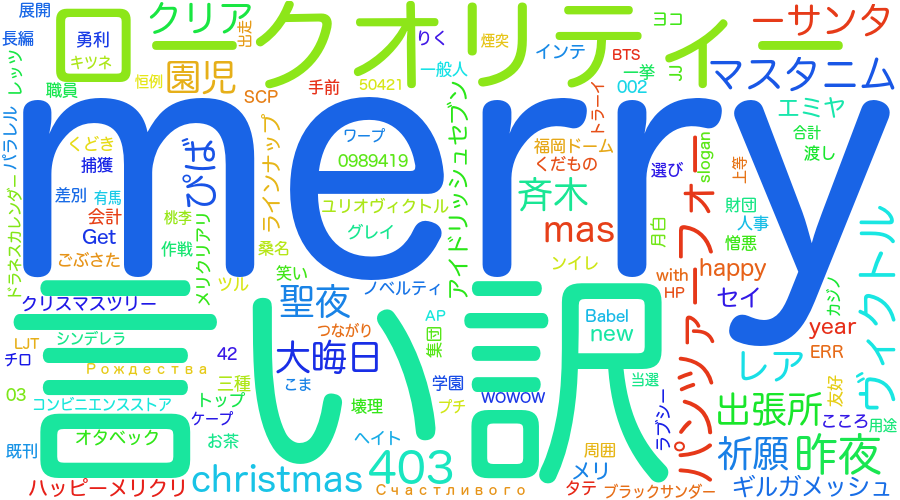 展開
ロークオリティー
クリア
出走
煙突
ヨコ
ーサンタ
長編
勇利
キツネ
りく
インテ
BTS
JJ
マスタニム
レッツ
恒例
園児
手前
50421
一般人
一挙
職員
SCP
002
トラーイ
エミヤ
merry
パラレル
くどき
ぴば
ラインナップ
ワープ
アイドリッシュセブン
福岡ドーム
合計
捕獲
0989419
くだもの
選び
slogan
上等
渡し
差別
有馬
ユリオヴィクトル
斉木
パンツァーフォー
財団
会計
桃李
グレイ
mas
月白
人事
ヴィクトル
Get
作戦
メリクリアリ
桑名
憎悪
ドラネスカレンダー
ごぶさた
笑い
ンイレ
with
happy
ツル
ノベルティ
HP
セイ
カジノ
クリスマスツリー
聖夜
言い訳
つながり
AP
Babel
new
year
シンデレラ
LJT
チロ
42
大晦日
集団
ERR
レア
Рождества
三種
こま
学園
当選
03
トップ
wowow
友好
コンビニエンスストア
ケープ
壊理
プチ
ラブシー
出張所
こころ
オタベック
お茶
ヘイト
用途
既刊
403
周囲
祈願
昨夜
christmas
メリ
ハッピーメリクリ
Счастливого
タテ
ブラックサンダー
ギルガメッシュ